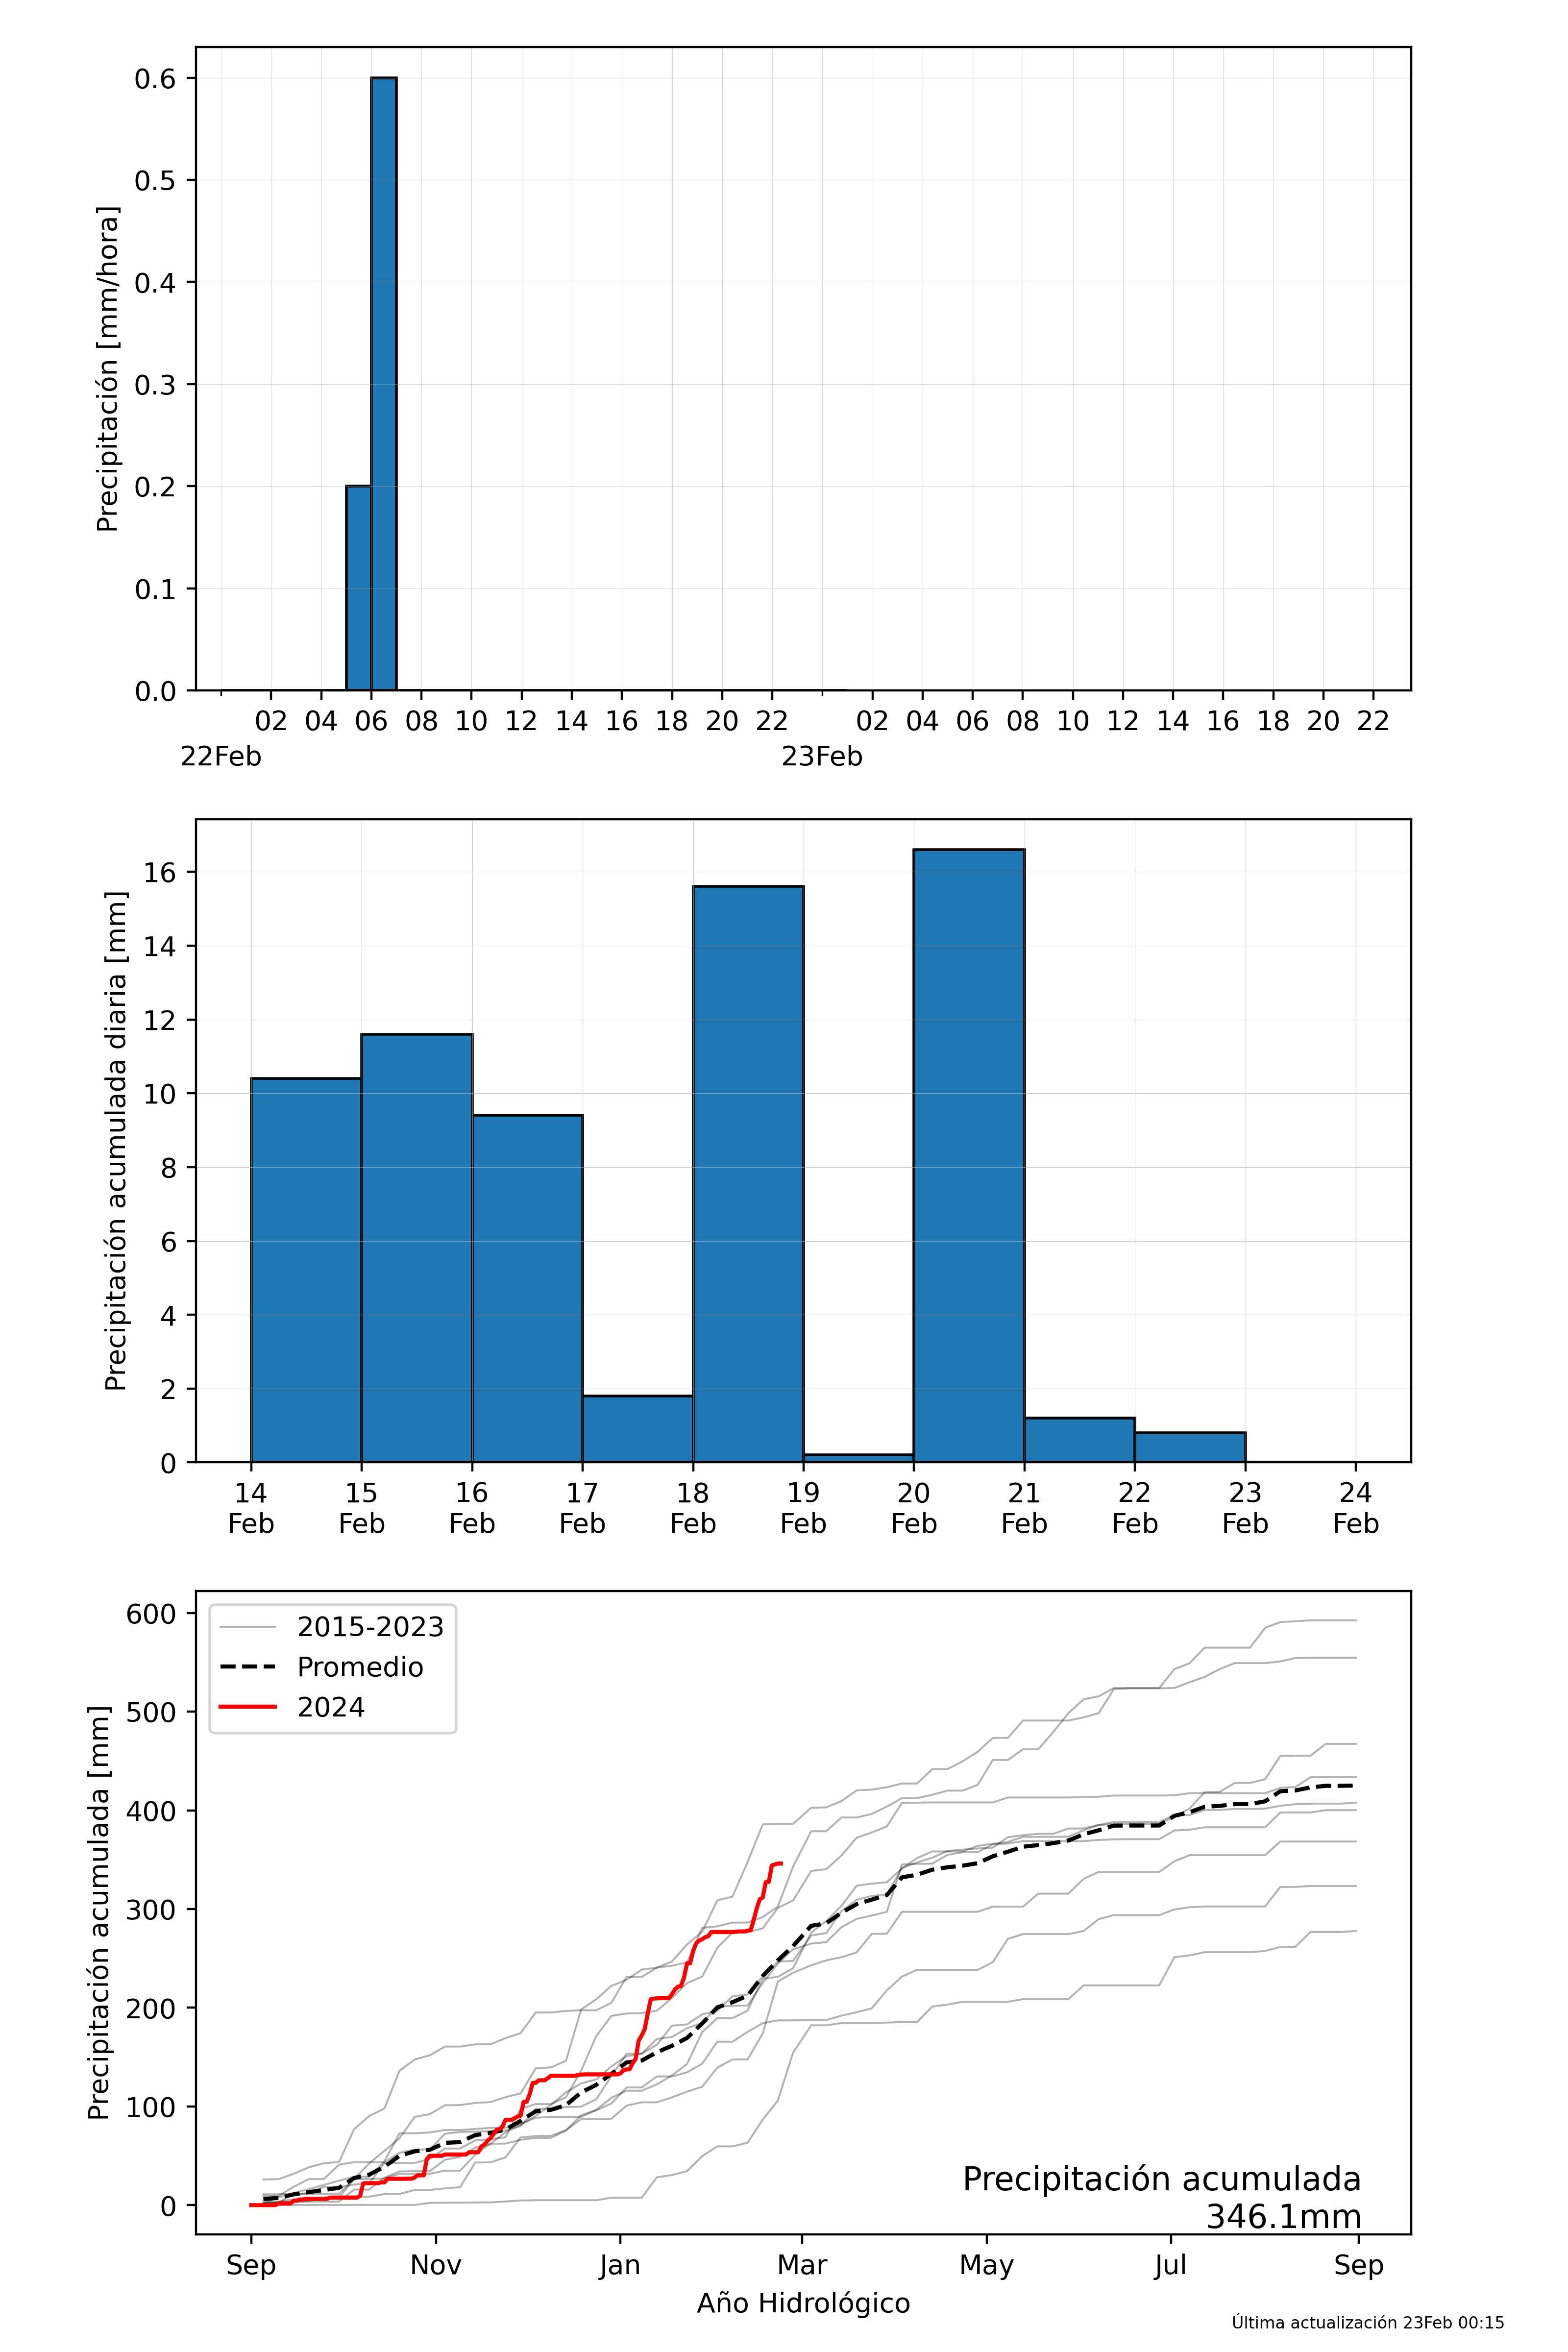 0.6
0.5
0.4
0.3
0.2
0.1
0.0
Precipitación [mm/hora]
02 04 06 08 10 12 14 16 18 20 22 02 04 06 08 10 12 14 16 18 20 22
22Feb 23Feb
16
14
12
10
8
6
4
2
0
Precipitación acumulada diaria [mm]
14 15 16 17 18 19 20 21 22 23 24
Feb Feb Feb Feb Feb Feb Feb Feb Feb Feb Feb
600
500
400
300
200
100
0
Precipitación acumulada [mm]
2015-2023
Promedio
2024
Precipitación acumulada
346.1mm
Sep Nov Jan Mar May Jul Sep
Año Hidrológico
Última actualización 23Feb 00:15